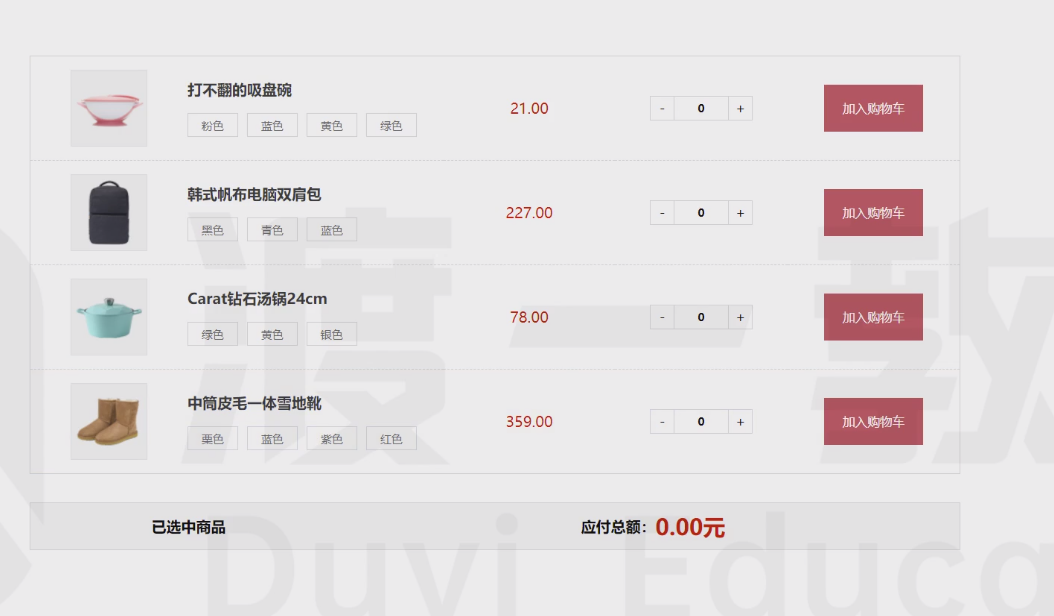 打不翻的吸盘碗
粉色 蓝色 黄色 绿色
21.00
- 0 +
加入购物车
韩式帆布电脑双肩包
黑色 青色 蓝色
227.00
- 0 +
加入购物车
Carat钻石汤锅24cm
绿色 黄色 银色
78.00
- 0 +
加入购物车
中筒皮毛一体雪地靴
栗色 蓝色 紫色 红色
359.00
- 0 +
加入购物车
已选中商品 应付总额: 0.00元
渡一教
Duyi Educa